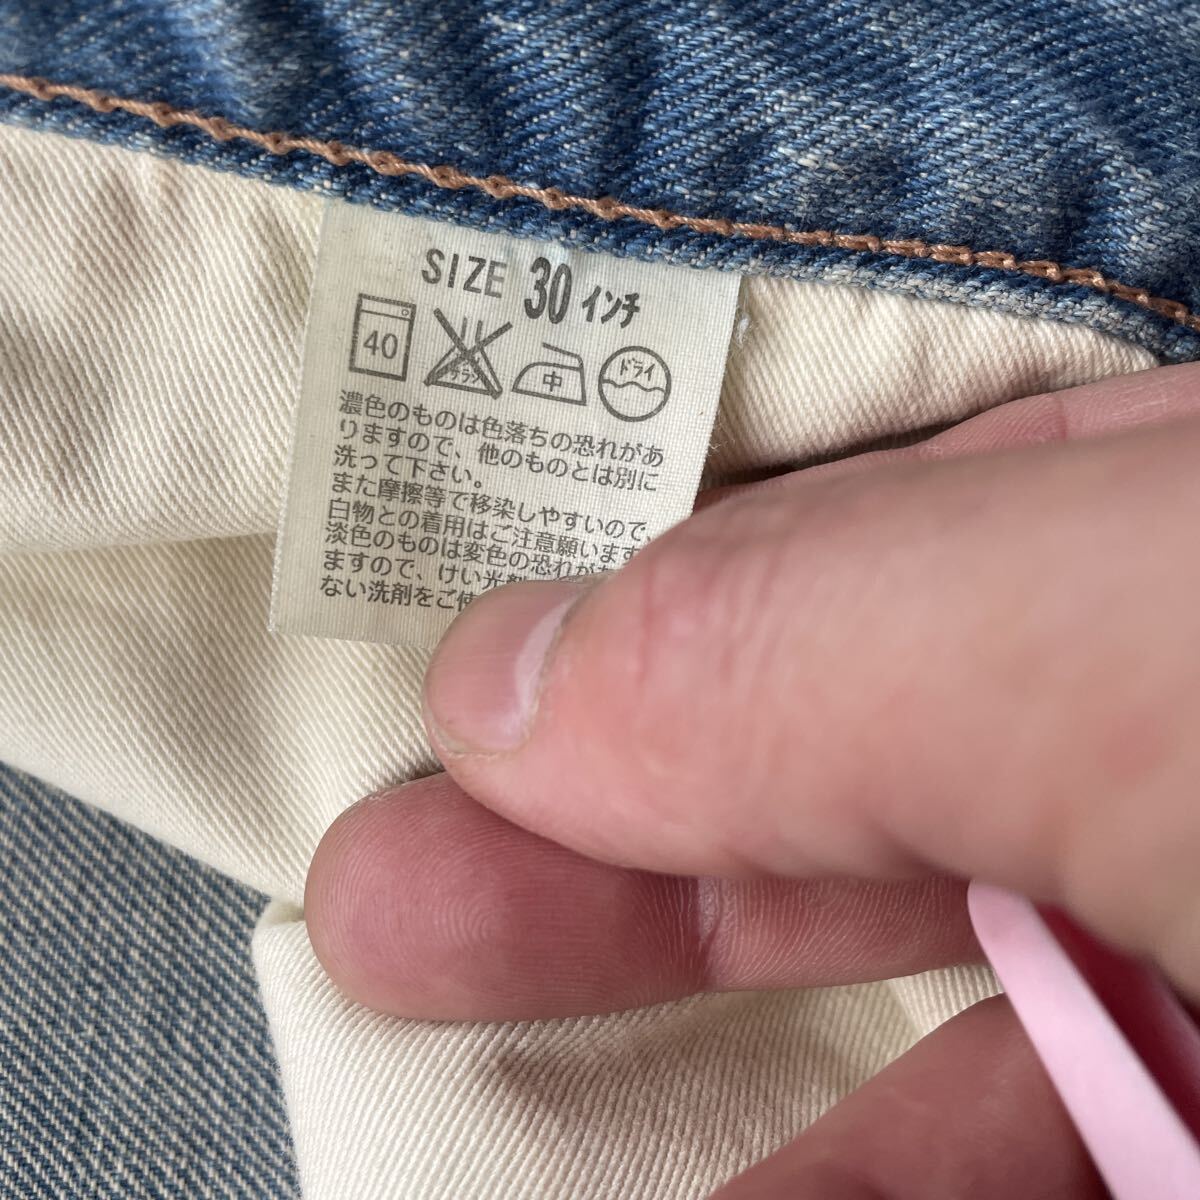 SIZE 30 インチ
40 中 ドライ
濃色のものは色落ちの恐れがあ
りますので、他のものとは別に
洗って下さい。
また摩擦等で移染しやすいので、
白物との着用はご注意願います
淡色のものは変色の恐れがあ
ますので、けい光剤
ない洗剤をご使